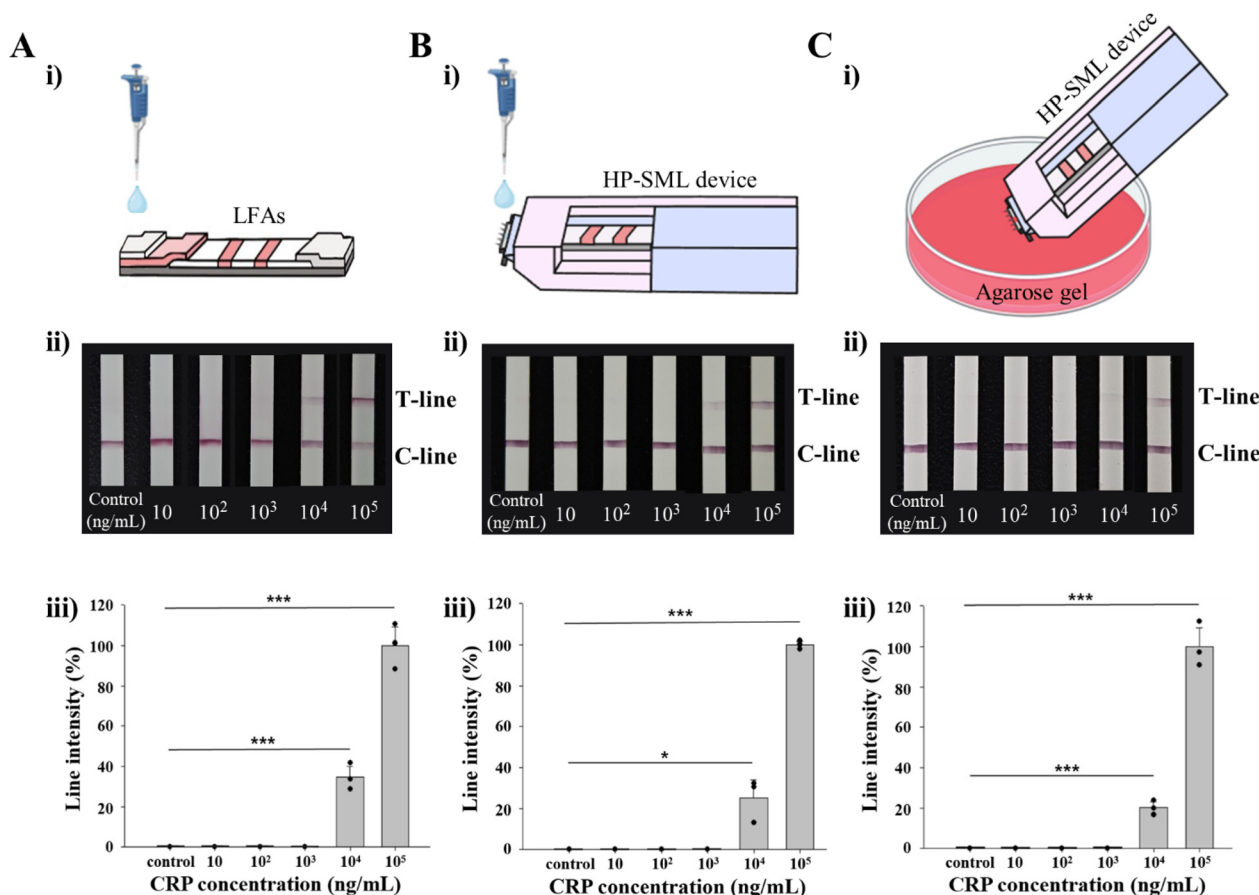 A
i)
LFAs
ii)
T-line
C-line
Control
(ng/mL) 10 10² 10³ 10⁴ 10⁵
iii)
120
100
80
60
40
20
0
Line intensity (%)
***
***
control 10 10² 10³ 10⁴ 10⁵
CRP concentration (ng/mL)
B
i)
HP-SML device
ii)
T-line
C-line
Control
(ng/mL) 10 10² 10³ 10⁴ 10⁵
iii)
120
100
80
60
40
20
0
Line intensity (%)
***
*
control 10 10² 10³ 10⁴ 10⁵
CRP concentration (ng/mL)
C
i)
HP-SML device
Agarose gel
ii)
Control
(ng/mL) 10 10² 10³ 10⁴ 10⁵
iii)
120
100
80
60
40
20
0
Line intensity (%)
***
***
control 10 10² 10³ 10⁴ 10⁵
CRP concentration (ng/mL)